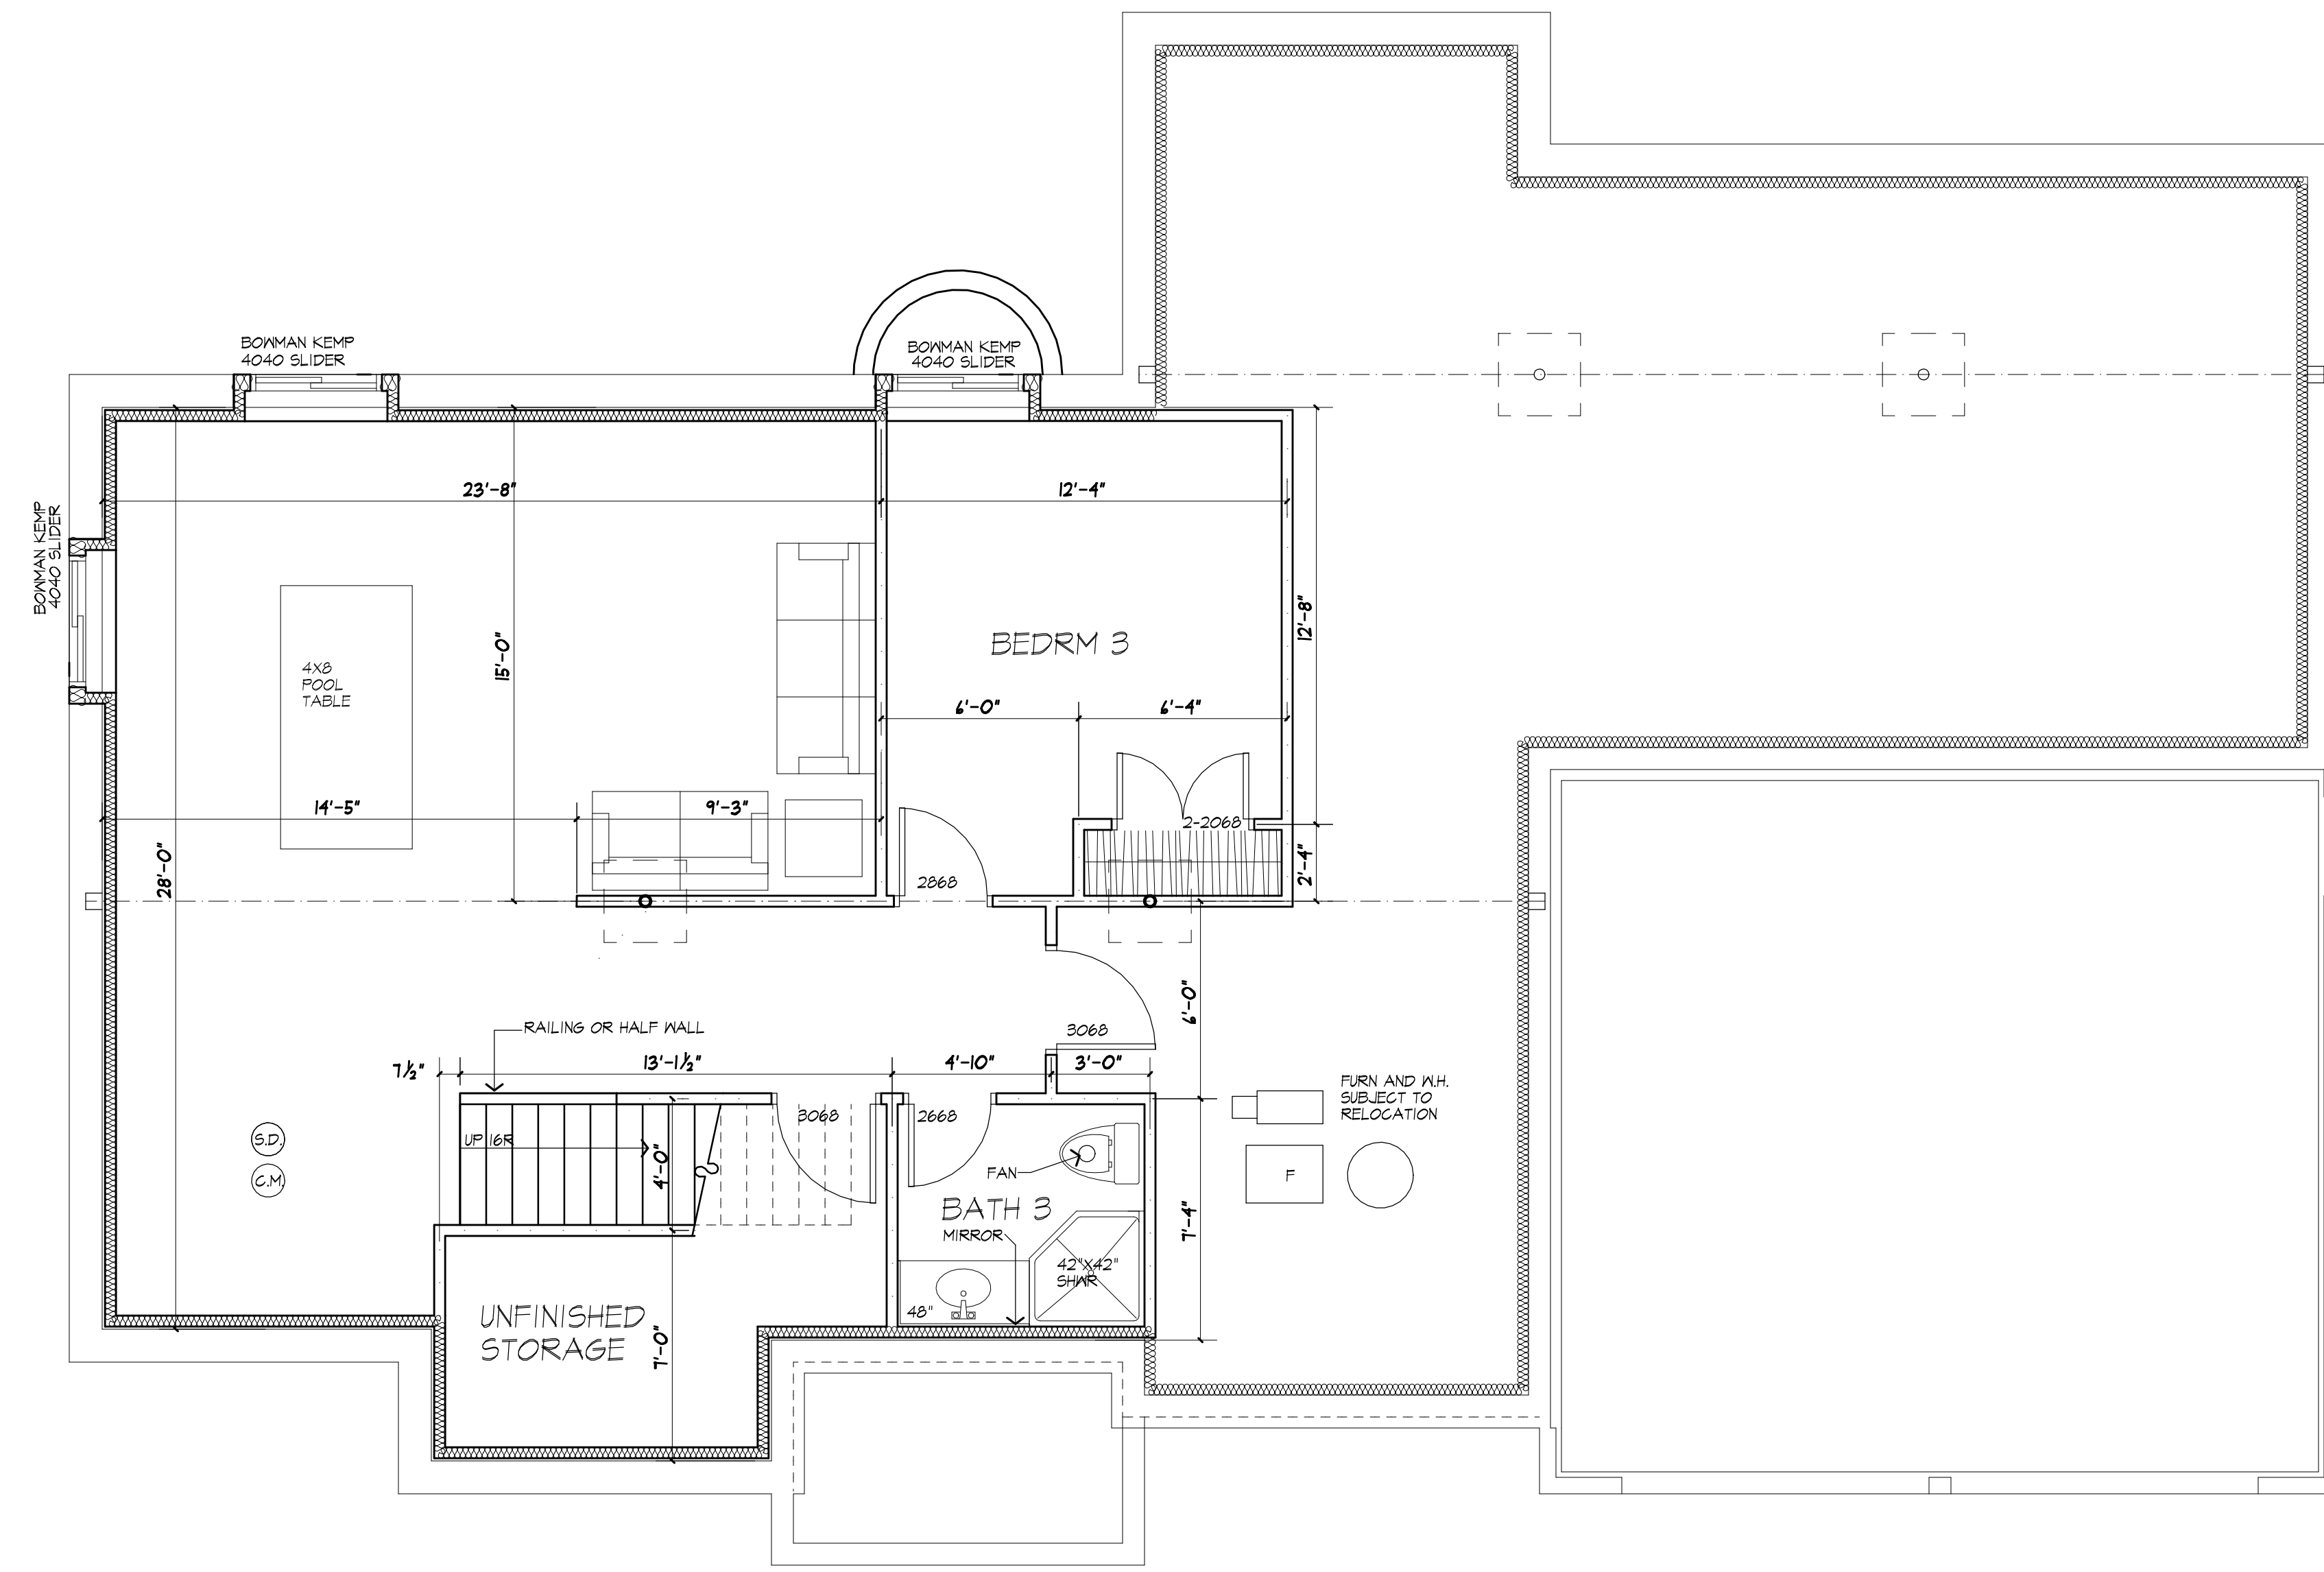 BOWMAN KEMP
4040 SLIDER
BOWMAN KEMP
4040 SLIDER
BOWMAN KEMP
4040 SLIDER
23'-8"
12'-4"
15'-0"
12'-8"
BEDRM 3
4X8
POOL
TABLE
6'-0"
6'-4"
14'-5"
9'-3"
2-2068
28'-0"
2868
2'-4"
6'-0"
RAILING OR HALF WALL
3068
7½"
13'-1½"
4'-10"
3'-0"
FURN AND W.H.
SUBJECT TO
RELOCATION
3068
2668
S.D.
UP 16R
4'-0"
FAN
F
C.M.
BATH 3
MIRROR
7'-4"
42"X42"
SHWR
48"
UNFINISHED
STORAGE
7'-0"